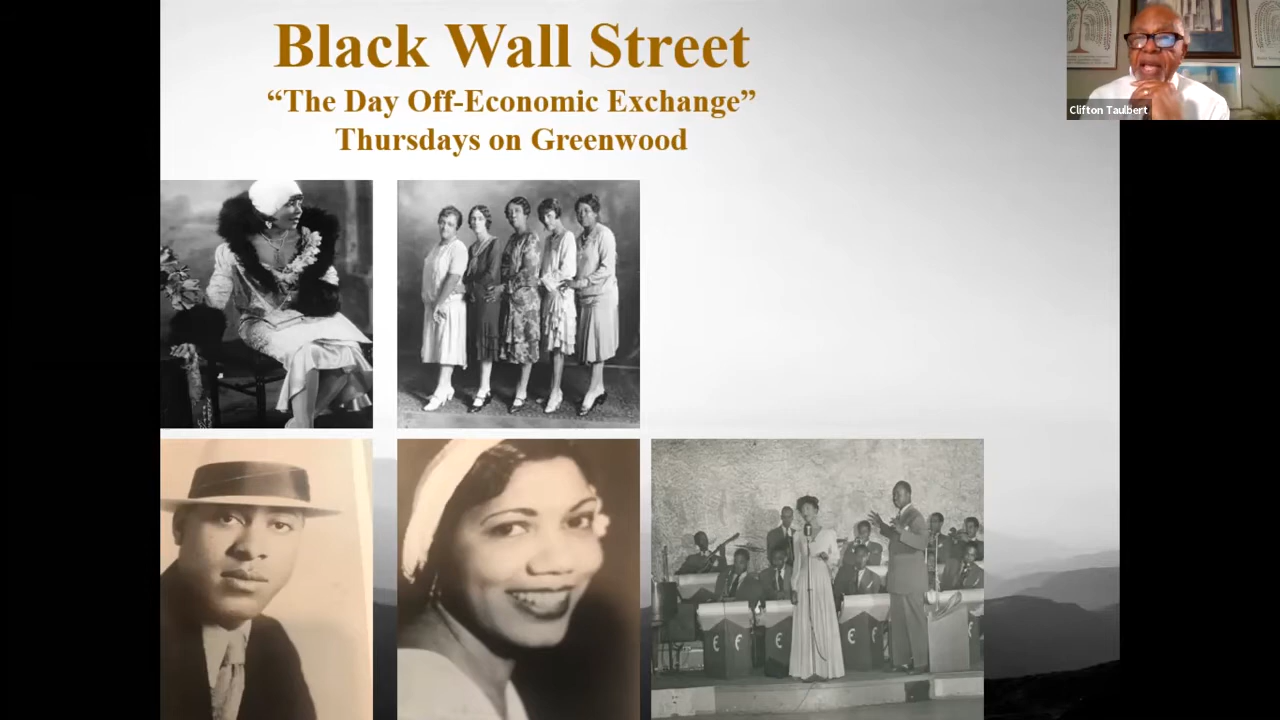 Black Wall Street
“The Day Off-Economic Exchange”
Thursdays on Greenwood
Clifton Taulbert
E
F
E
F
E
F